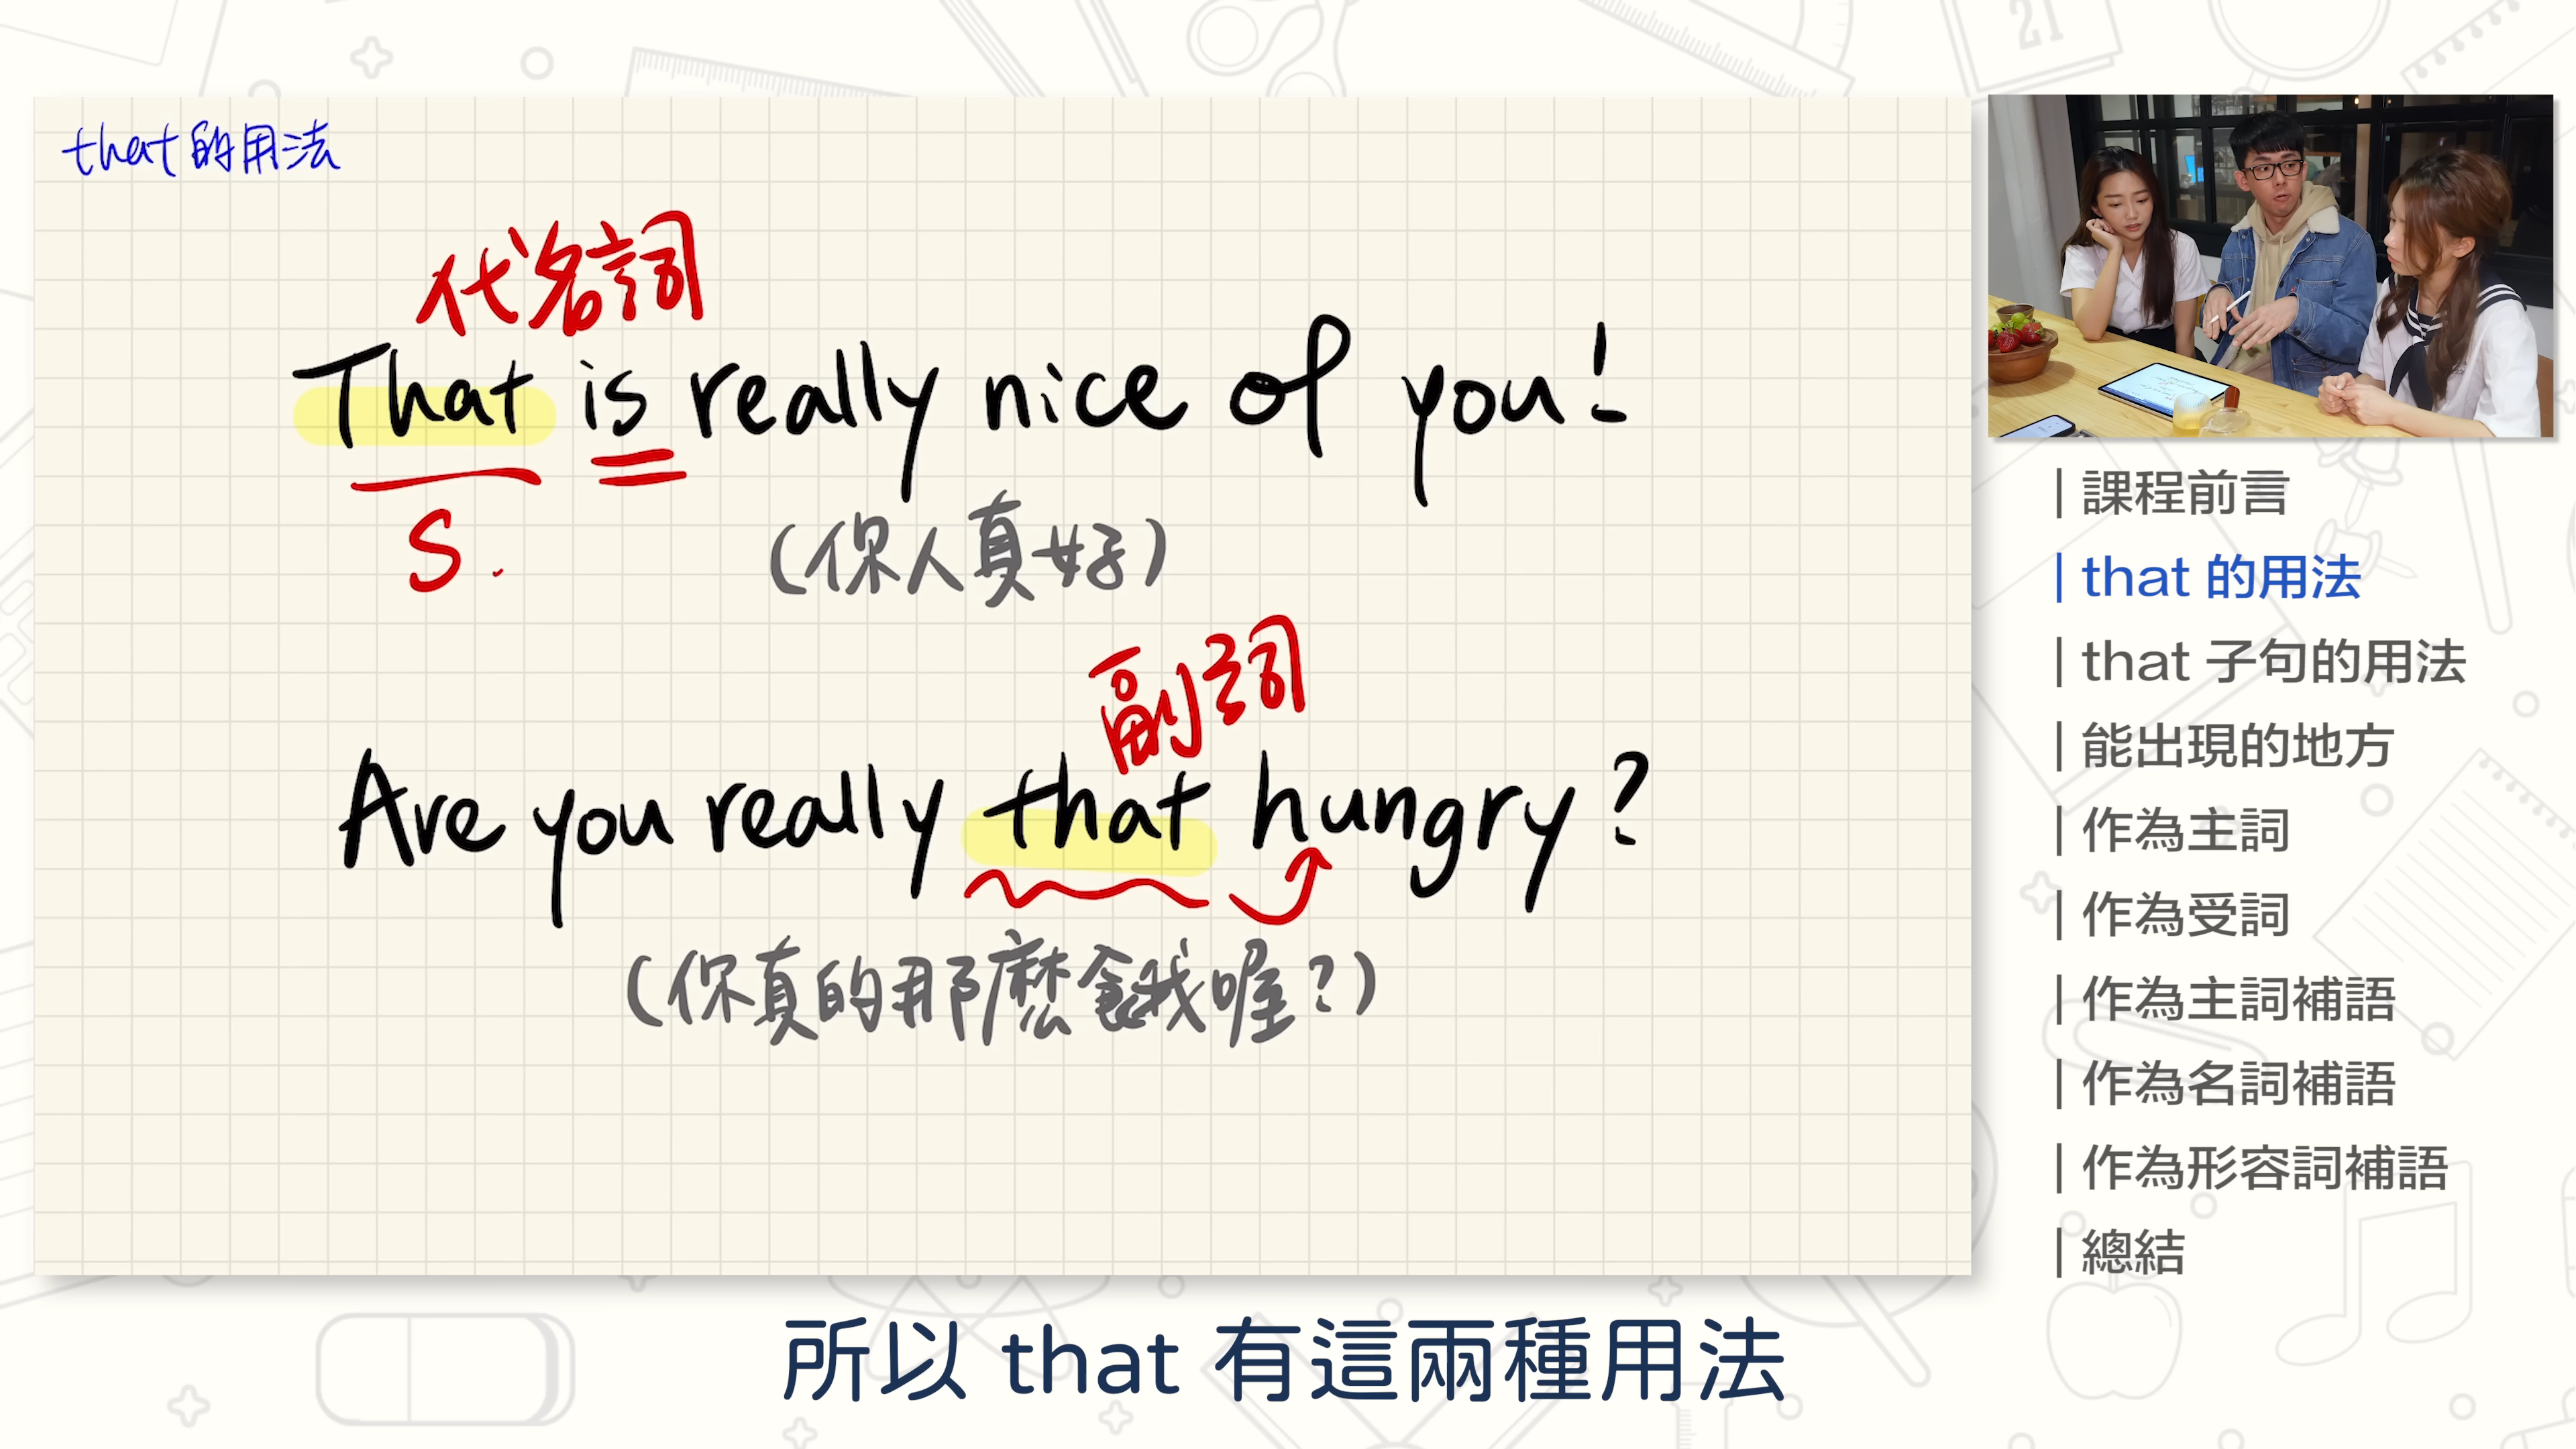 that 的用法
代名詞
That is really nice of you!
S.
(你人真好)
副詞
Are you really that hungry?
(你真的那麼餓喔?)
課程前言
that 的用法
that 子句的用法
能出現的地方
作為主詞
作為受詞
作為主詞補語
作為名詞補語
作為形容詞補語
總結
所以 that 有這兩種用法
21